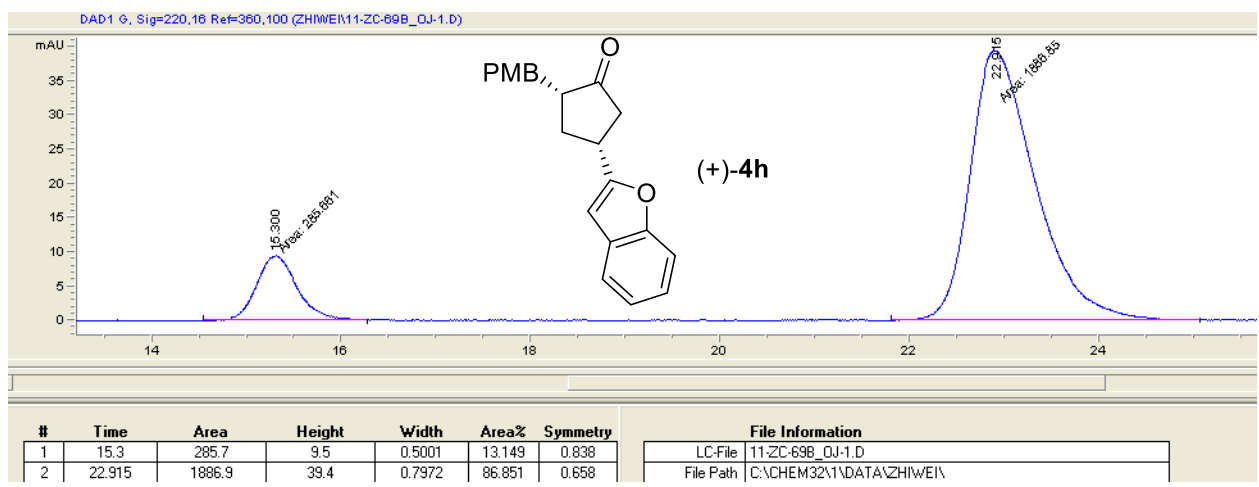 DAD1 G, Sig=220,16 Ref=360,100 (ZHIWEI\11-ZC-69B_OJ-1.D)
mAU
35
30
25
20
15
10
5
0
15.300
Area: 285.661
PMB
O
O
(+)-4h
22.915
Area: 1886.85
14 16 18 20 22 24
# Time Area Height Width Area% Symmetry
1 15.3 285.7 9.5 0.5001 13.149 0.838
2 22.915 1886.9 39.4 0.7972 86.851 0.658
File Information
LC-File 11-ZC-69B_OJ-1.D
File Path C:\CHEM32\1\DATA\ZHIWEI\